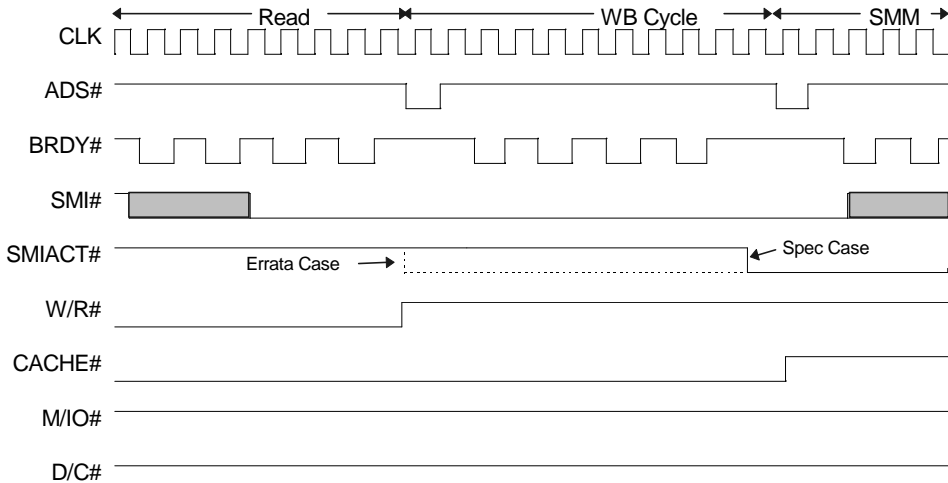 Read WB Cycle SMM
CLK
ADS#
BRDY#
SMI#
SMIACT# Errata Case Spec Case
W/R#
CACHE#
M/IO#
D/C#